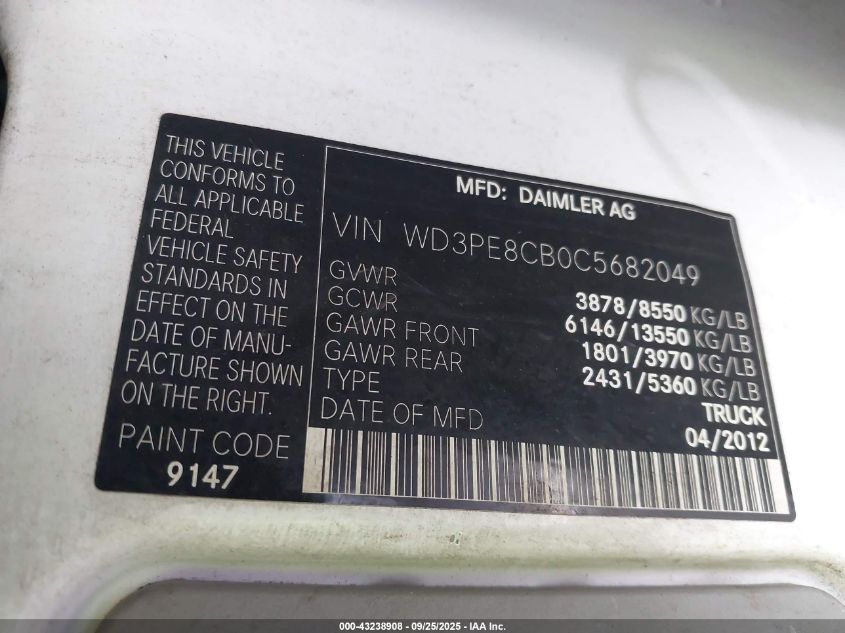 THIS VEHICLE
CONFORMS TO
ALL APPLICABLE
FEDERAL
VEHICLE SAFETY
STANDARDS IN
EFFECT ON THE
DATE OF MANU-
FACTURE SHOWN
ON THE RIGHT.
PAINT CODE
9147
MFD: DAIMLER AG
VIN WD3PE8CB0C5682049
GVWR 3878/8550 KG/LB
GCWR 6146/13550 KG/LB
GAWR FRONT 1801/3970 KG/LB
GAWR REAR 2431/5360 KG/LB
TYPE TRUCK
DATE OF MFD 04/2012
000-43238908 - 09/25/2025 - IAA Inc.